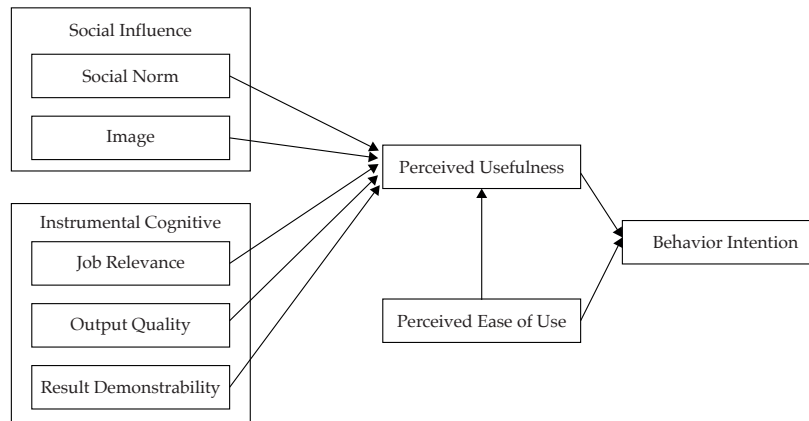 Social Influence
Social Norm
Image
Instrumental Cognitive
Job Relevance
Output Quality
Result Demonstrability
Perceived Usefulness
Perceived Ease of Use
Behavior Intention